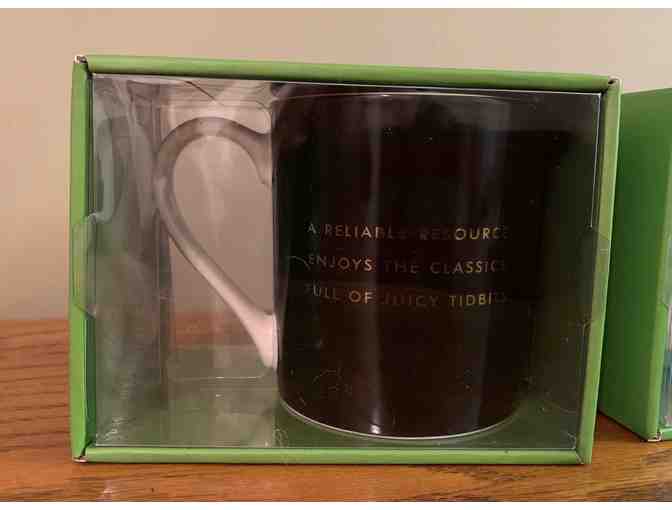 A RELIABLE RESOURCE
ENJOYS THE CLASSICS
FULL OF JUICY TIDBITS